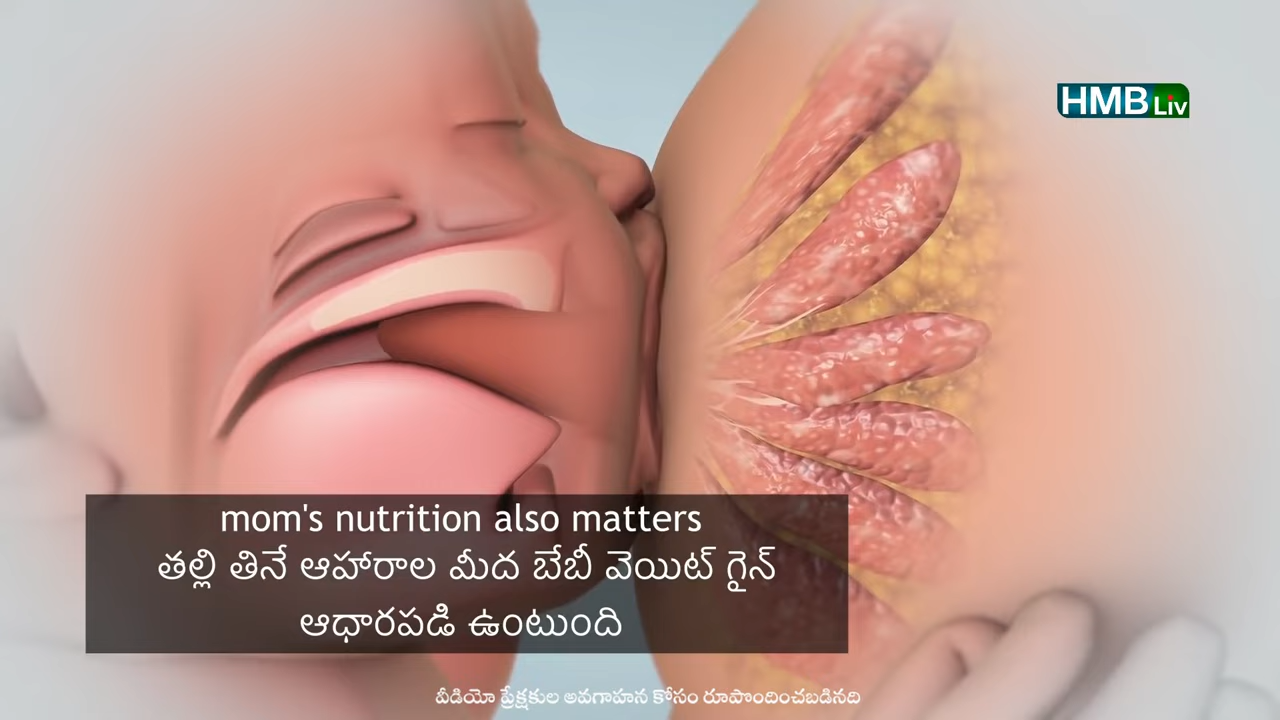 HMB Liv
mom's nutrition also matters
తల్లి తినే ఆహారాల మీద బేబీ వెయిట్ గైన్
ఆధారపడి ఉంటుంది
వీడియో ప్రేక్షకుల అవగాహన కోసం రూపొందించబడినది